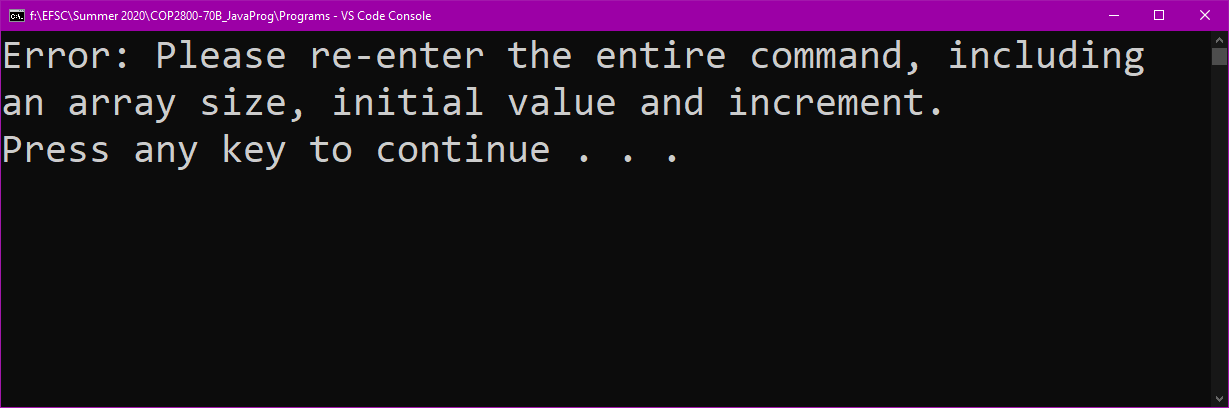 f:\EFSC\Summer 2020\COP2800-70B_JavaProg\Programs - VS Code Console
Error: Please re-enter the entire command, including
an array size, initial value and increment.
Press any key to continue . . .